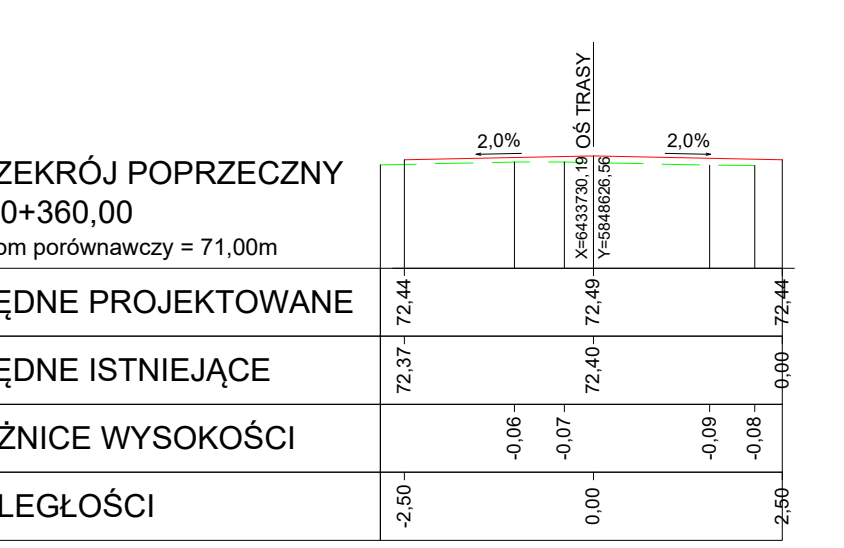 OŚ TRASY
2,0% 2,0%
X=6433730,19
Y=5848626,56
ZEKRÓJ POPRZECZNY
0+360,00
om porównawczy = 71,00m
ĘDNE PROJEKTOWANE 72,44 72,49 72,44
ĘDNE ISTNIEJĄCE 72,37 72,40 0,00
ŻNICE WYSOKOŚCI -0,06 -0,07 -0,09 -0,08
LEGŁOŚCI -2,50 0,00 2,50